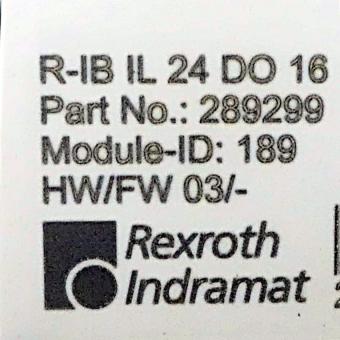 R-IB IL 24 DO 16
Part No.: 289299
Module-ID: 189
HW/FW 03/-
Rexroth
Indramat